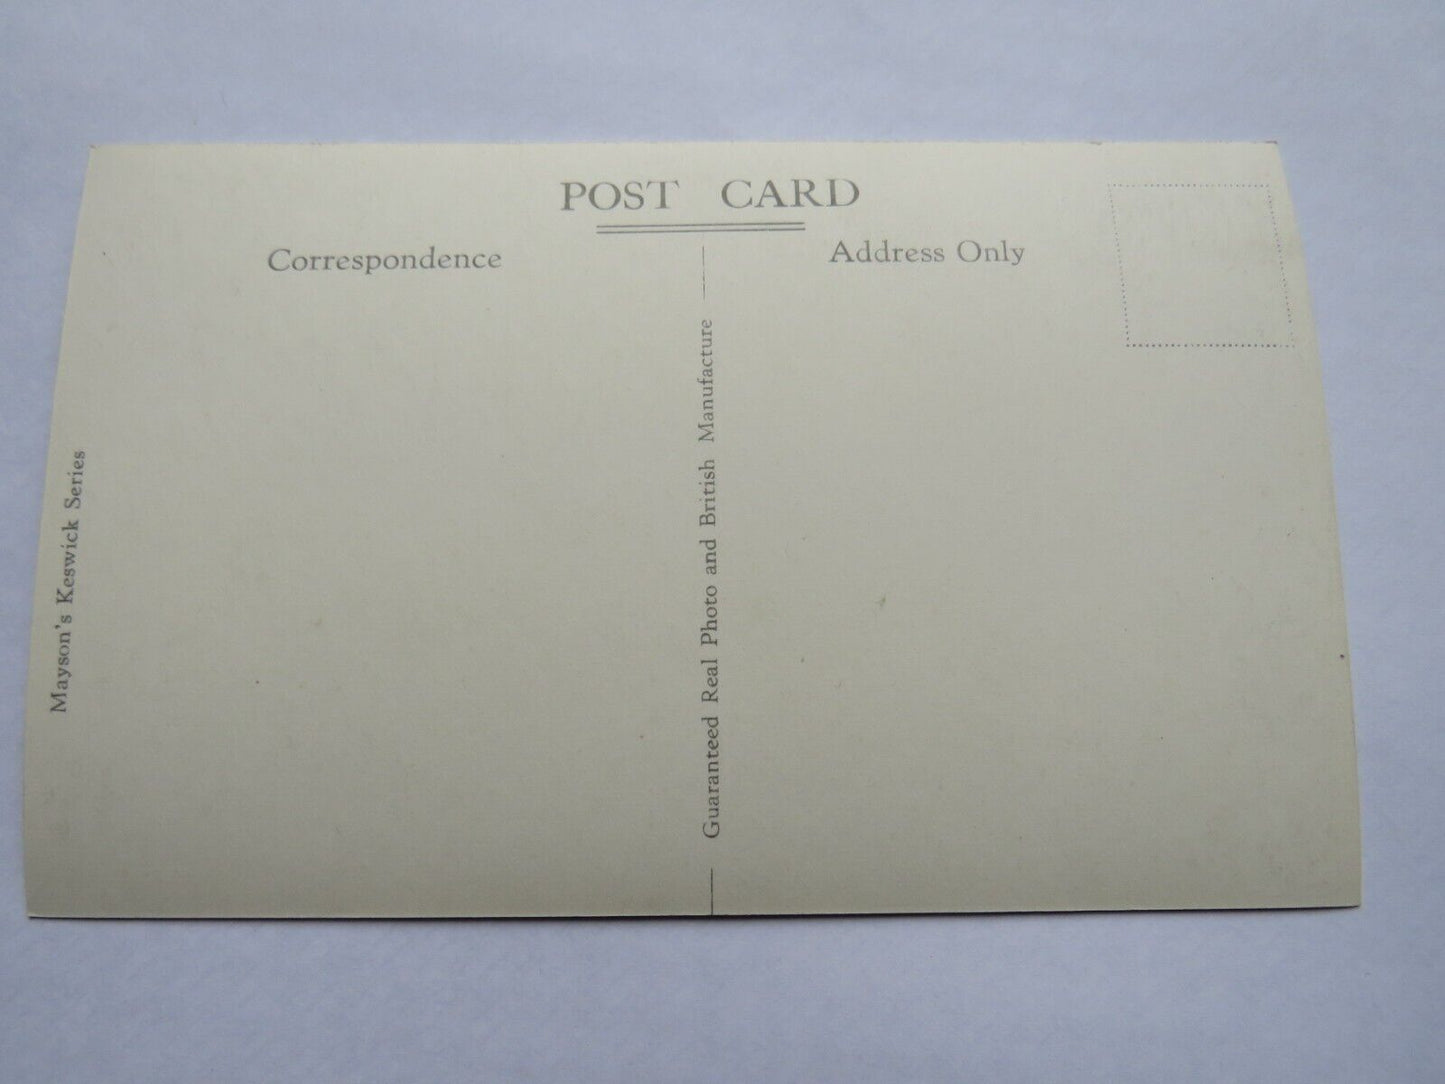 POST CARD
Correspondence
Address Only
Guaranteed Real Photo and British Manufacture
Mayson's Keswick Series